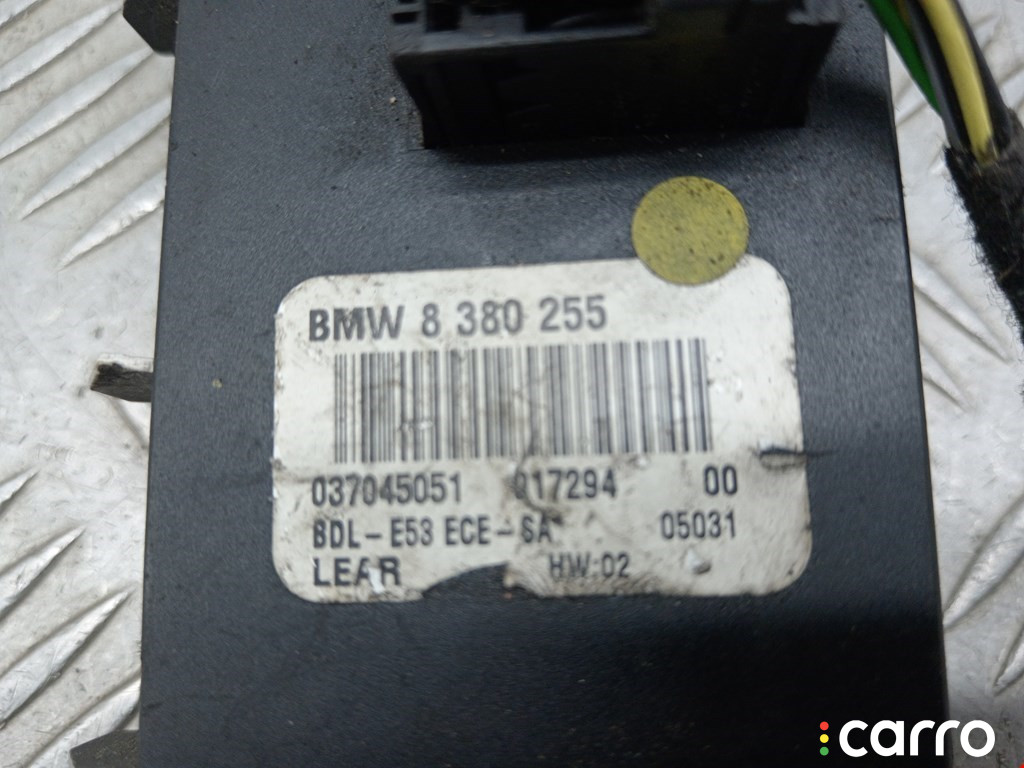 BMW 8 380 255
037045051 017294 00
BDL-E53 ECE-SA 05031
LEAR HW:02
carro